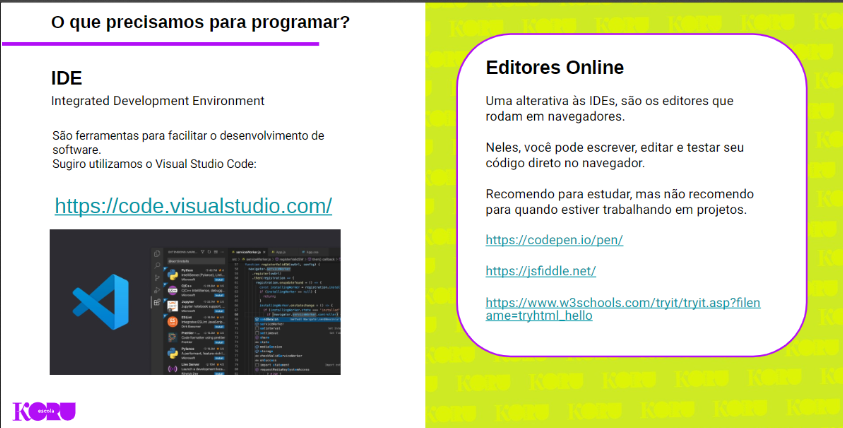 O que precisamos para programar?
IDE
Integrated Development Environment
São ferramentas para facilitar o desenvolvimento de
software.
Sugiro utilizamos o Visual Studio Code:
https://code.visualstudio.com/
escola
KORU
Editores Online
Uma alternativa às IDEs, são os editores que
rodam em navegadores.
Neles, você pode escrever, editar e testar seu
código direto no navegador.
Recomendo para estudar, mas não recomendo
para quando estiver trabalhando em projetos.
https://codepen.io/pen/
https://jsfiddle.net/
https://www.w3schools.com/tryit/tryit.asp?filen
ame=tryhtml_hello